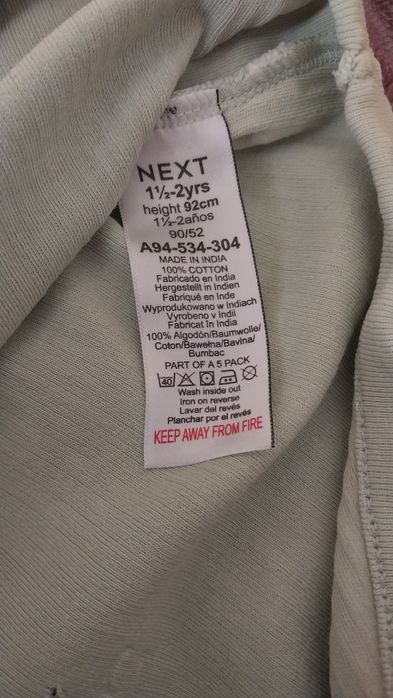 NEXT
1½-2yrs
height 92cm
1½-2años
90/52
A94-534-304
MADE IN INDIA
100% COTTON
Fabricado en India
Hergestellt in Indien
Fabriqué en Inde
Wyprodukowano w Indiach
Vyrobeno v Indii
Fabricat în India
100% Algodón/Baumwolle/
Coton/Bawełna/Bavlna/
Bumbac
PART OF A 5 PACK
40
Wash inside out
Iron on reverse
Lavar del revés
Planchar por el revés
KEEP AWAY FROM FIRE